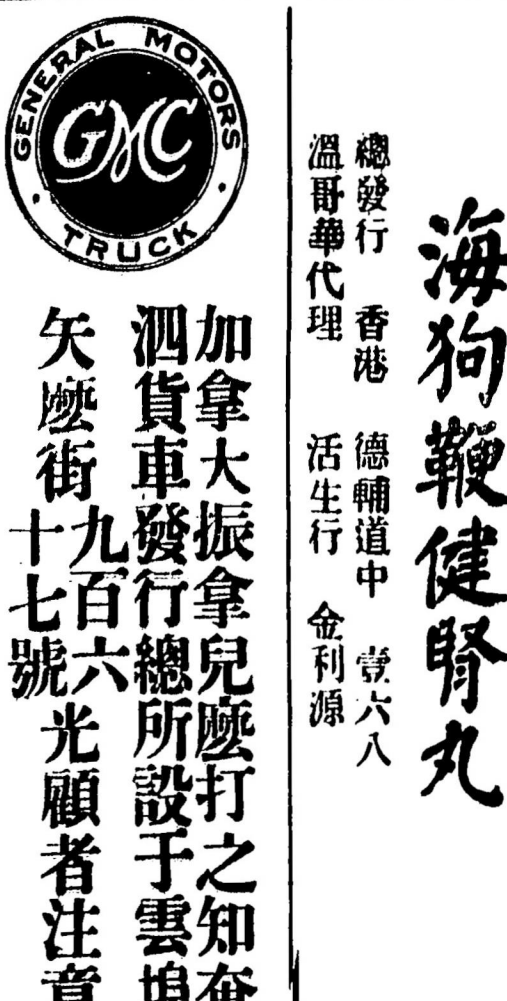 海狗鞭健腎丸
總發行 香港 德輔道中 壹六八
溫哥華代理 活生行 金利源
GENERAL MOTORS TRUCK
GMC
加拿大振拿兒麼打之知奋
泗貨車發行總所設于雲埠
矢麼街九百六十七號光顧者注意